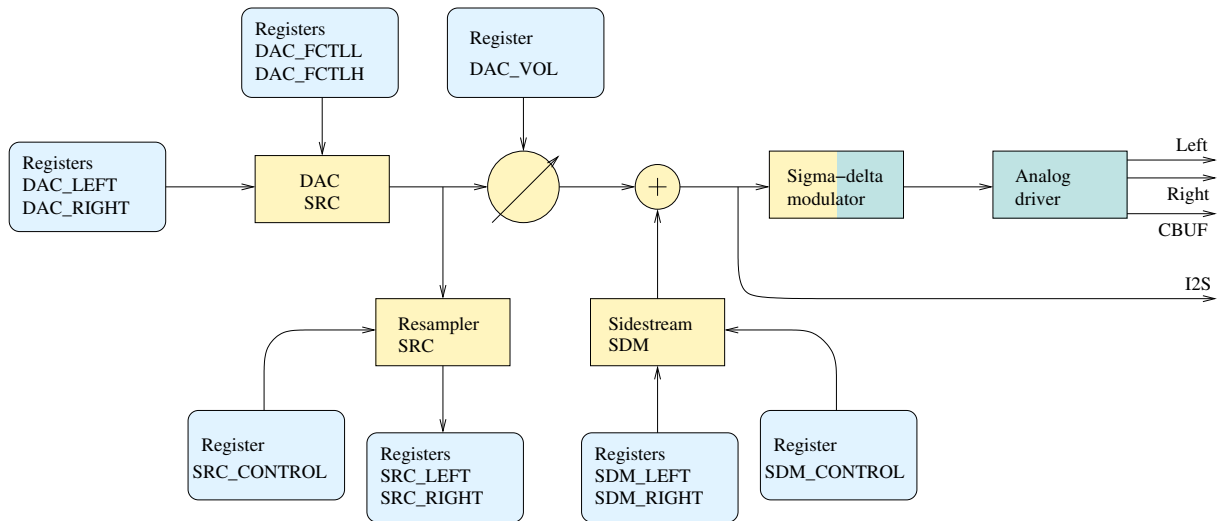 Registers
DAC_FCTLL
DAC_FCTLH
Register
DAC_VOL
Registers
DAC_LEFT
DAC_RIGHT
DAC
SRC
+
Sigma−delta
modulator
Analog
driver
Left
Right
CBUF
I2S
Resampler
SRC
Sidestream
SDM
Register
SRC_CONTROL
Registers
SRC_LEFT
SRC_RIGHT
Registers
SDM_LEFT
SDM_RIGHT
Register
SDM_CONTROL